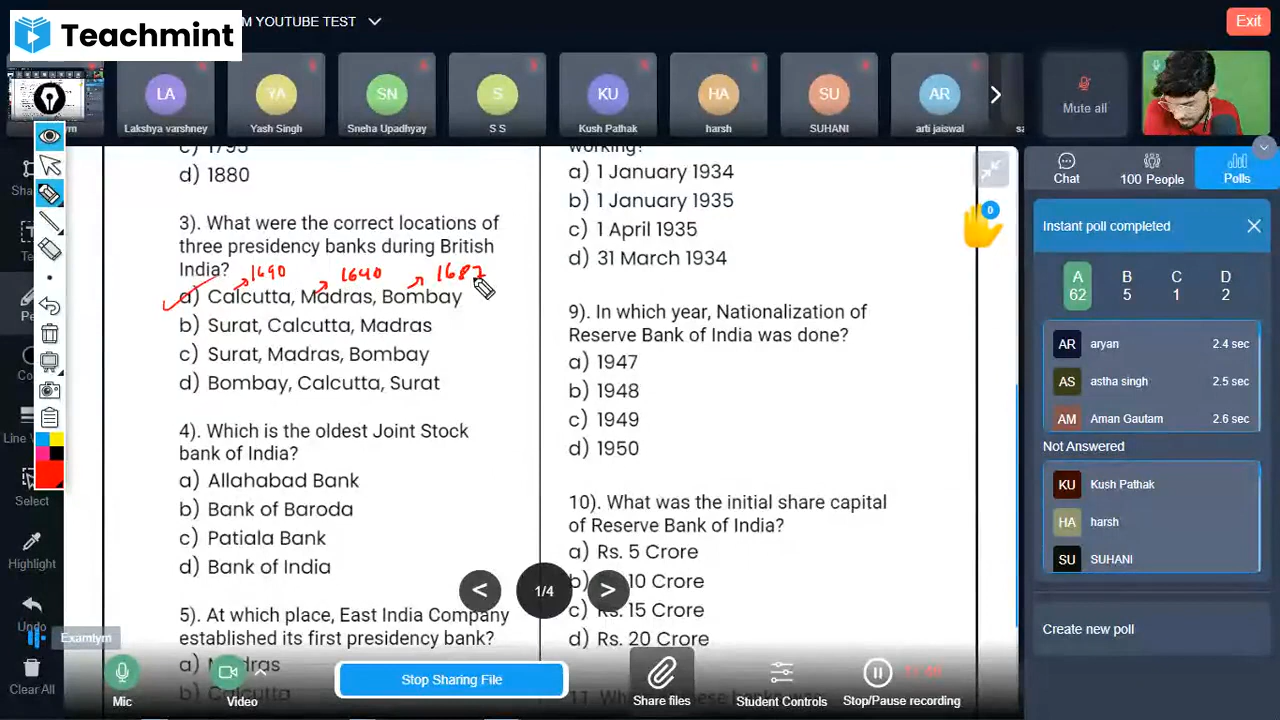 Teachmint
M YOUTUBE TEST
Exit
LA
YA
SN
S
KU
HA
SU
AR
Lakshya varshney
Yash Singh
Sneha Upadhyay
S S
Kush Pathak
harsh
SUHANI
arti jaiswal
Mute all
Chat
100 People
Polls
Instant poll completed
A
62
B
5
C
1
D
2
AR aryan 2.4 sec
AS astha singh 2.5 sec
AM Aman Gautam 2.6 sec
Not Answered
KU Kush Pathak
HA harsh
SU SUHANI
Create new poll
c) 1795
d) 1880
3). What were the correct locations of
three presidency banks during British
India?
1690 1640 1687
a) Calcutta, Madras, Bombay
b) Surat, Calcutta, Madras
c) Surat, Madras, Bombay
d) Bombay, Calcutta, Surat
4). Which is the oldest Joint Stock
bank of India?
a) Allahabad Bank
b) Bank of Baroda
c) Patiala Bank
d) Bank of India
5). At which place, East India Company
established its first presidency bank?
a) Madras
b) Calcutta
working?
a) 1 January 1934
b) 1 January 1935
c) 1 April 1935
d) 31 March 1934
9). In which year, Nationalization of
Reserve Bank of India was done?
a) 1947
b) 1948
c) 1949
d) 1950
10). What was the initial share capital
of Reserve Bank of India?
a) Rs. 5 Crore
b) 10 Crore
c) Rs. 15 Crore
d) Rs. 20 Crore
0
1/4
Select
Highlight
Undo
Examtym
Clear All
Mic
Video
Stop Sharing File
Share files
Student Controls
Stop/Pause recording